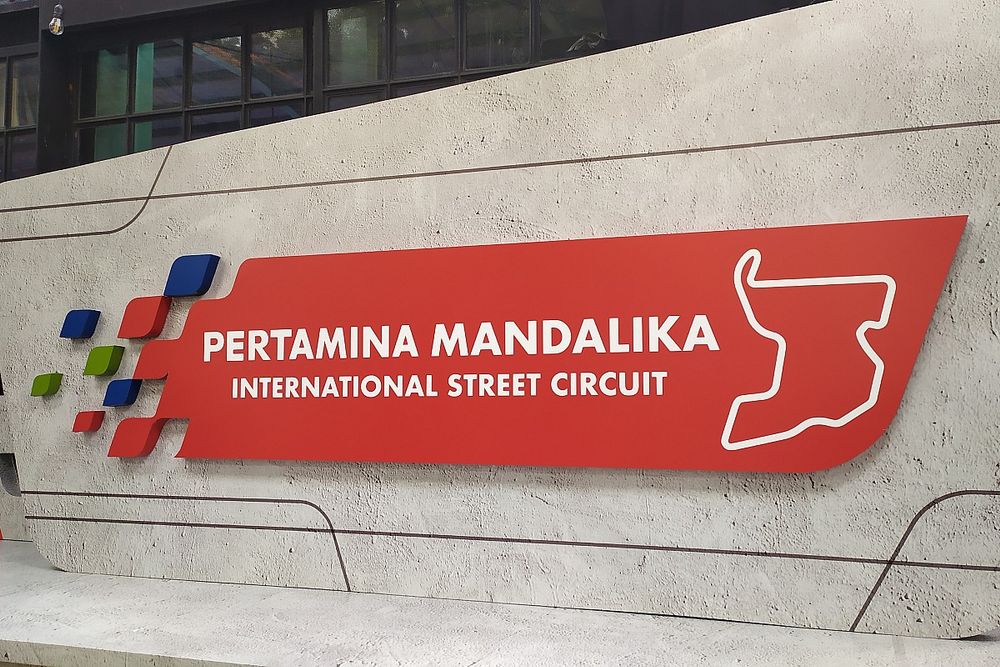 PERTAMINA MANDALIKA
INTERNATIONAL STREET CIRCUIT